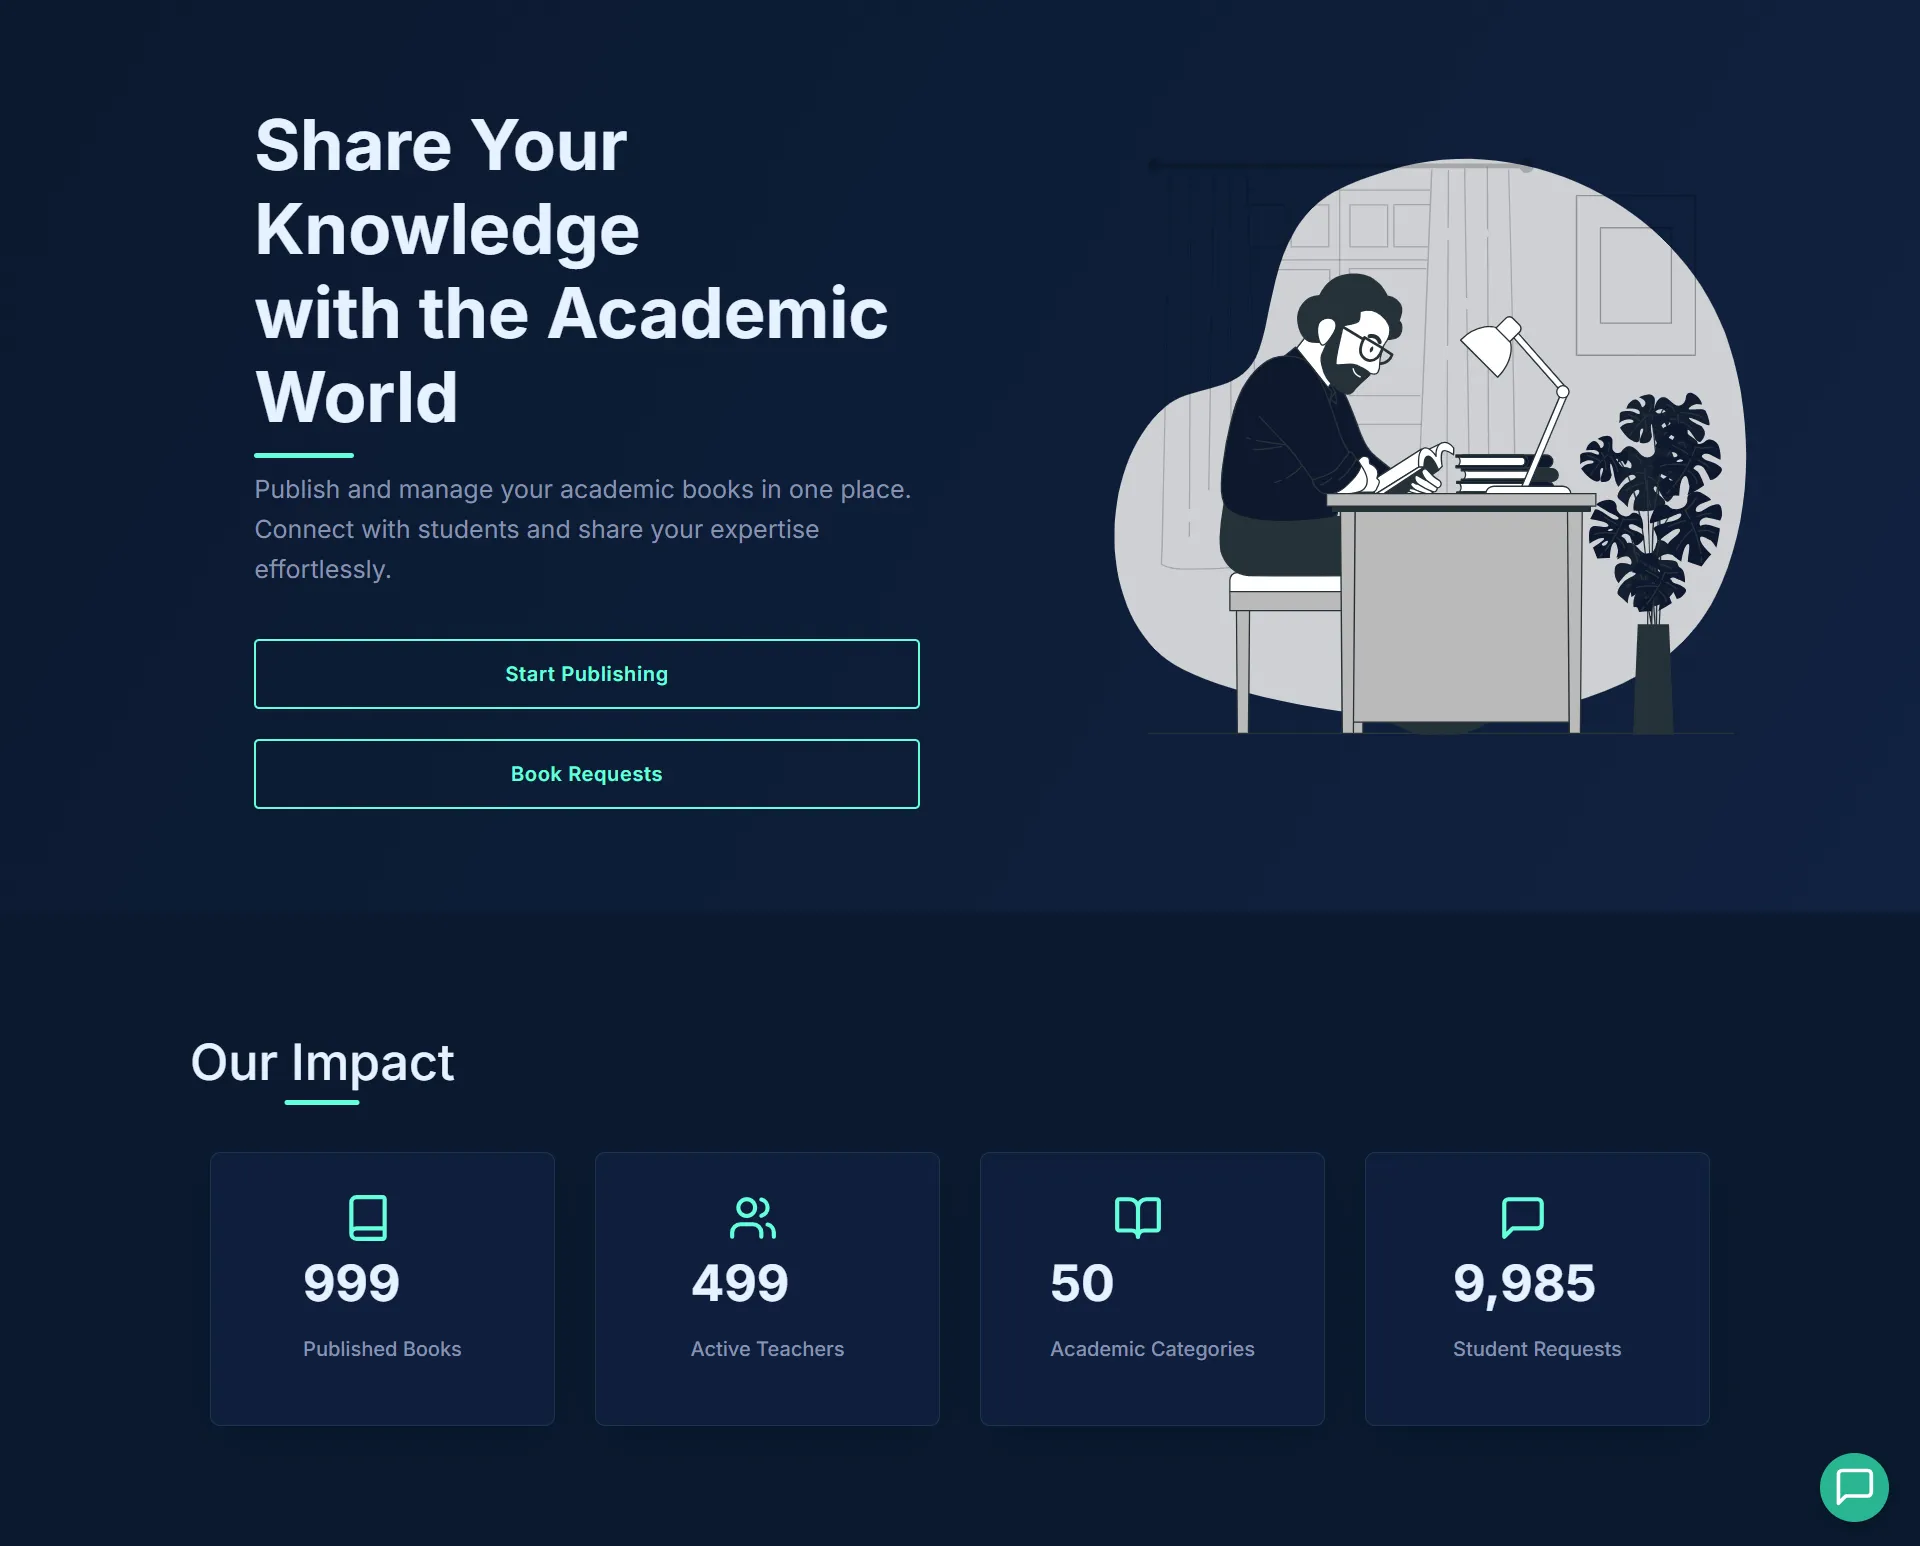 Share Your
Knowledge
with the Academic
World
Publish and manage your academic books in one place.
Connect with students and share your expertise
effortlessly.
Start Publishing
Book Requests
Our Impact
999
Published Books
499
Active Teachers
50
Academic Categories
9,985
Student Requests